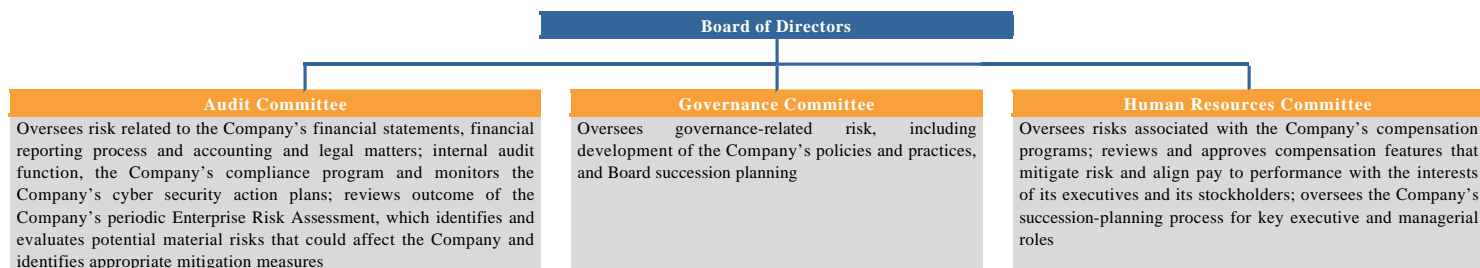 Board of Directors
Audit Committee
Oversees risk related to the Company’s financial statements, financial
reporting process and accounting and legal matters; internal audit
function, the Company’s compliance program and monitors the
Company’s cyber security action plans; reviews outcome of the
Company’s periodic Enterprise Risk Assessment, which identifies and
evaluates potential material risks that could affect the Company and
identifies appropriate mitigation measures
Governance Committee
Oversees governance-related risk, including
development of the Company’s policies and practices,
and Board succession planning
Human Resources Committee
Oversees risks associated with the Company’s compensation
programs; reviews and approves compensation features that
mitigate risk and align pay to performance with the interests
of its executives and its stockholders; oversees the Company’s
succession-planning process for key executive and managerial
roles